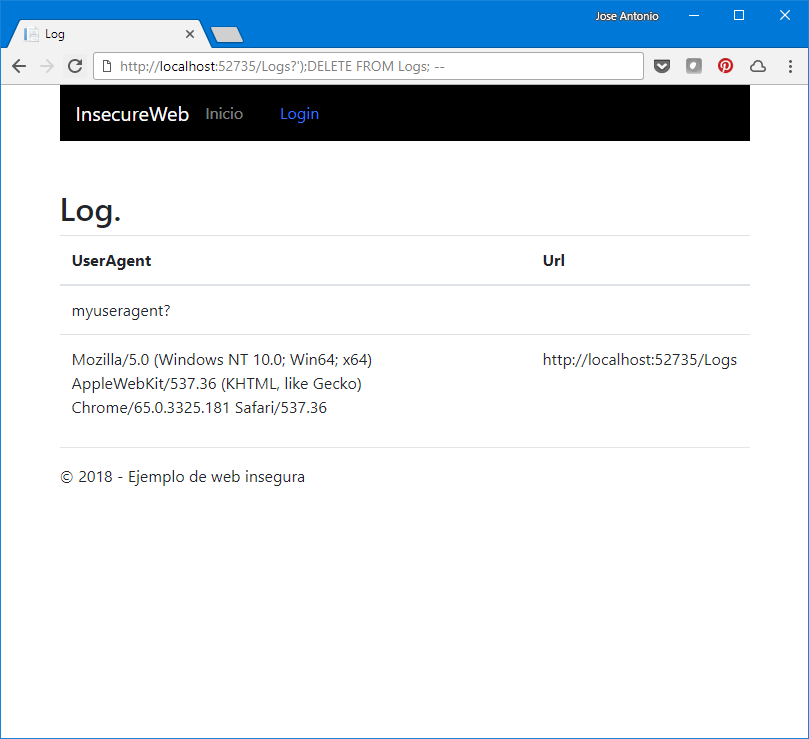 Jose Antonio
Log
http://localhost:52735/Logs?');DELETE FROM Logs; --
InsecureWeb Inicio Login
Log.
UserAgent Url
myuseragent?
Mozilla/5.0 (Windows NT 10.0; Win64; x64) http://localhost:52735/Logs
AppleWebKit/537.36 (KHTML, like Gecko)
Chrome/65.0.3325.181 Safari/537.36
© 2018 - Ejemplo de web insegura